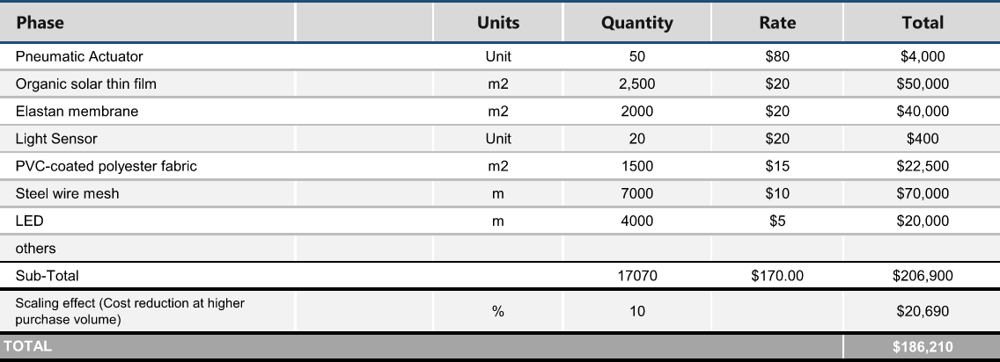 Phase Units Quantity Rate Total
Pneumatic Actuator Unit 50 $80 $4,000
Organic solar thin film m2 2,500 $20 $50,000
Elastan membrane m2 2000 $20 $40,000
Light Sensor Unit 20 $20 $400
PVC-coated polyester fabric m2 1500 $15 $22,500
Steel wire mesh m 7000 $10 $70,000
LED m 4000 $5 $20,000
others
Sub-Total 17070 $170.00 $206,900
Scaling effect (Cost reduction at higher
purchase volume) % 10 $20,690
TOTAL $186,210